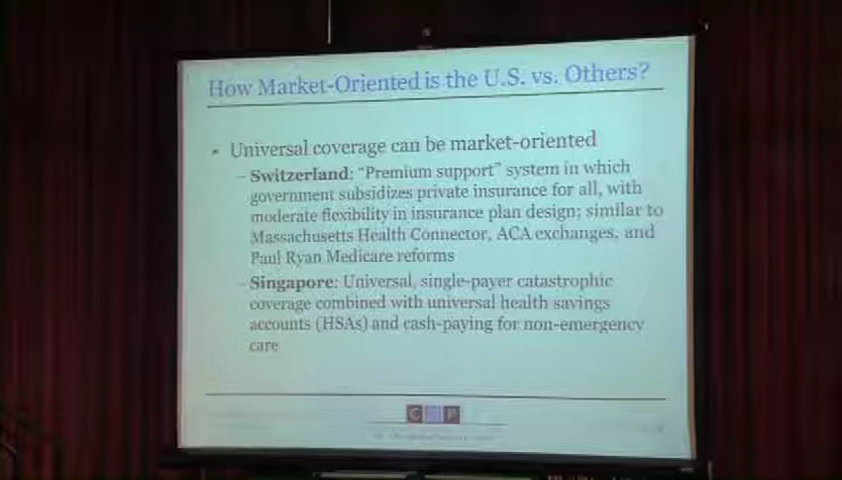 How Market-Oriented is the U.S. vs. Others?
• Universal coverage can be market-oriented
– Switzerland: “Premium support” system in which
government subsidizes private insurance for all, with
moderate flexibility in insurance plan design; similar to
Massachusetts Health Connector, ACA exchanges, and
Paul Ryan Medicare reforms
– Singapore: Universal, single-payer catastrophic
coverage combined with universal health savings
accounts (HSAs) and cash-paying for non-emergency
care